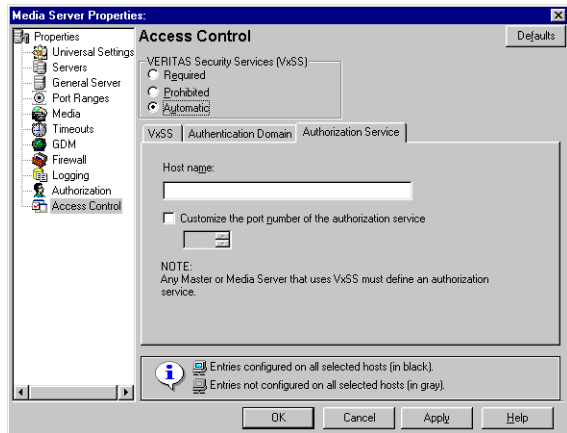 Media Server Properties:
Properties
Universal Settings
Servers
General Server
Port Ranges
Media
Timeouts
GDM
Firewall
Logging
Authorization
Access Control
Access Control
Defaults
VERITAS Security Services (VxSS)
Required
Prohibited
Automatic
VxSS
Authentication Domain
Authorization Service
Host name:
Customize the port number of the authorization service
NOTE:
Any Master or Media Server that uses VxSS must define an authorization
service.
Entries configured on all selected hosts (in black).
Entries not configured on all selected hosts (in gray).
OK
Cancel
Apply
Help